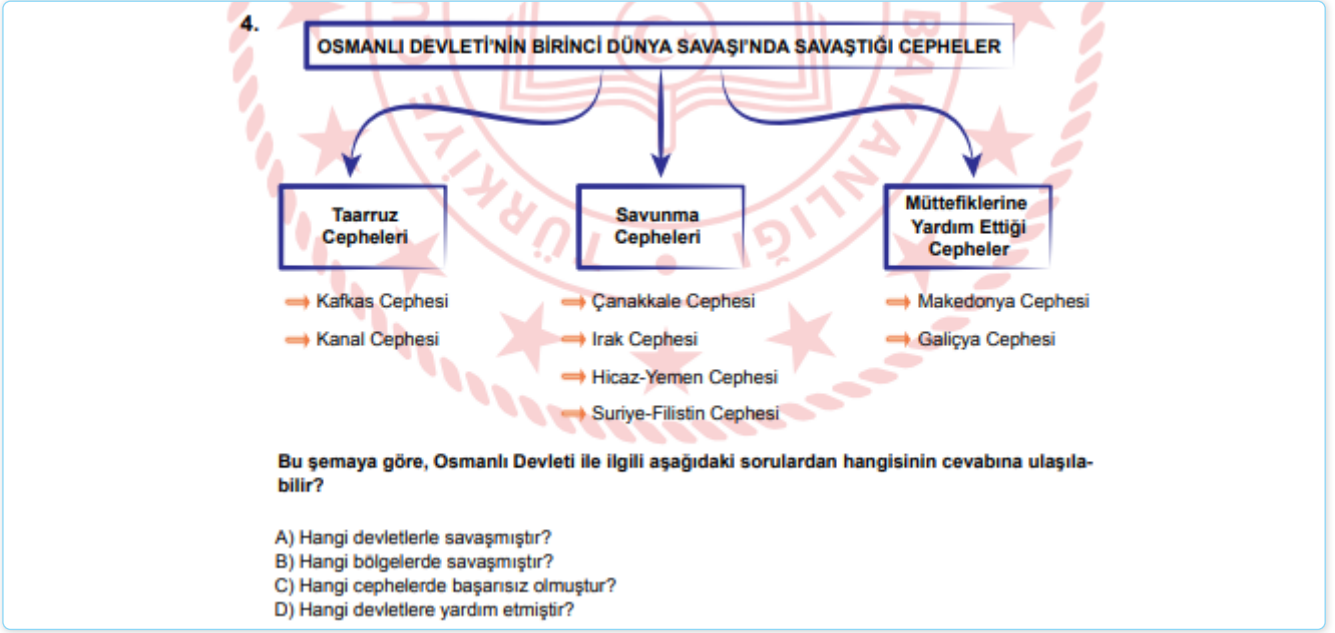 4.
OSMANLI DEVLETİ'NİN BİRİNCİ DÜNYA SAVAŞI'NDA SAVAŞTIĞI CEPHELER
Taarruz
Cepheleri
Savunma
Cepheleri
Müttefiklerine
Yardım Ettiği
Cepheler
Kafkas Cephesi
Kanal Cephesi
Çanakkale Cephesi
Irak Cephesi
Hicaz-Yemen Cephesi
Suriye-Filistin Cephesi
Makedonya Cephesi
Galiçya Cephesi
Bu şemaya göre, Osmanlı Devleti ile ilgili aşağıdaki sorulardan hangisinin cevabına ulaşıla-
bilir?
A) Hangi devletlerle savaşmıştır?
B) Hangi bölgelerde savaşmıştır?
C) Hangi cephelerde başarısız olmuştur?
D) Hangi devletlere yardım etmiştir?
TÜRKİYE
BAKANLIĞI